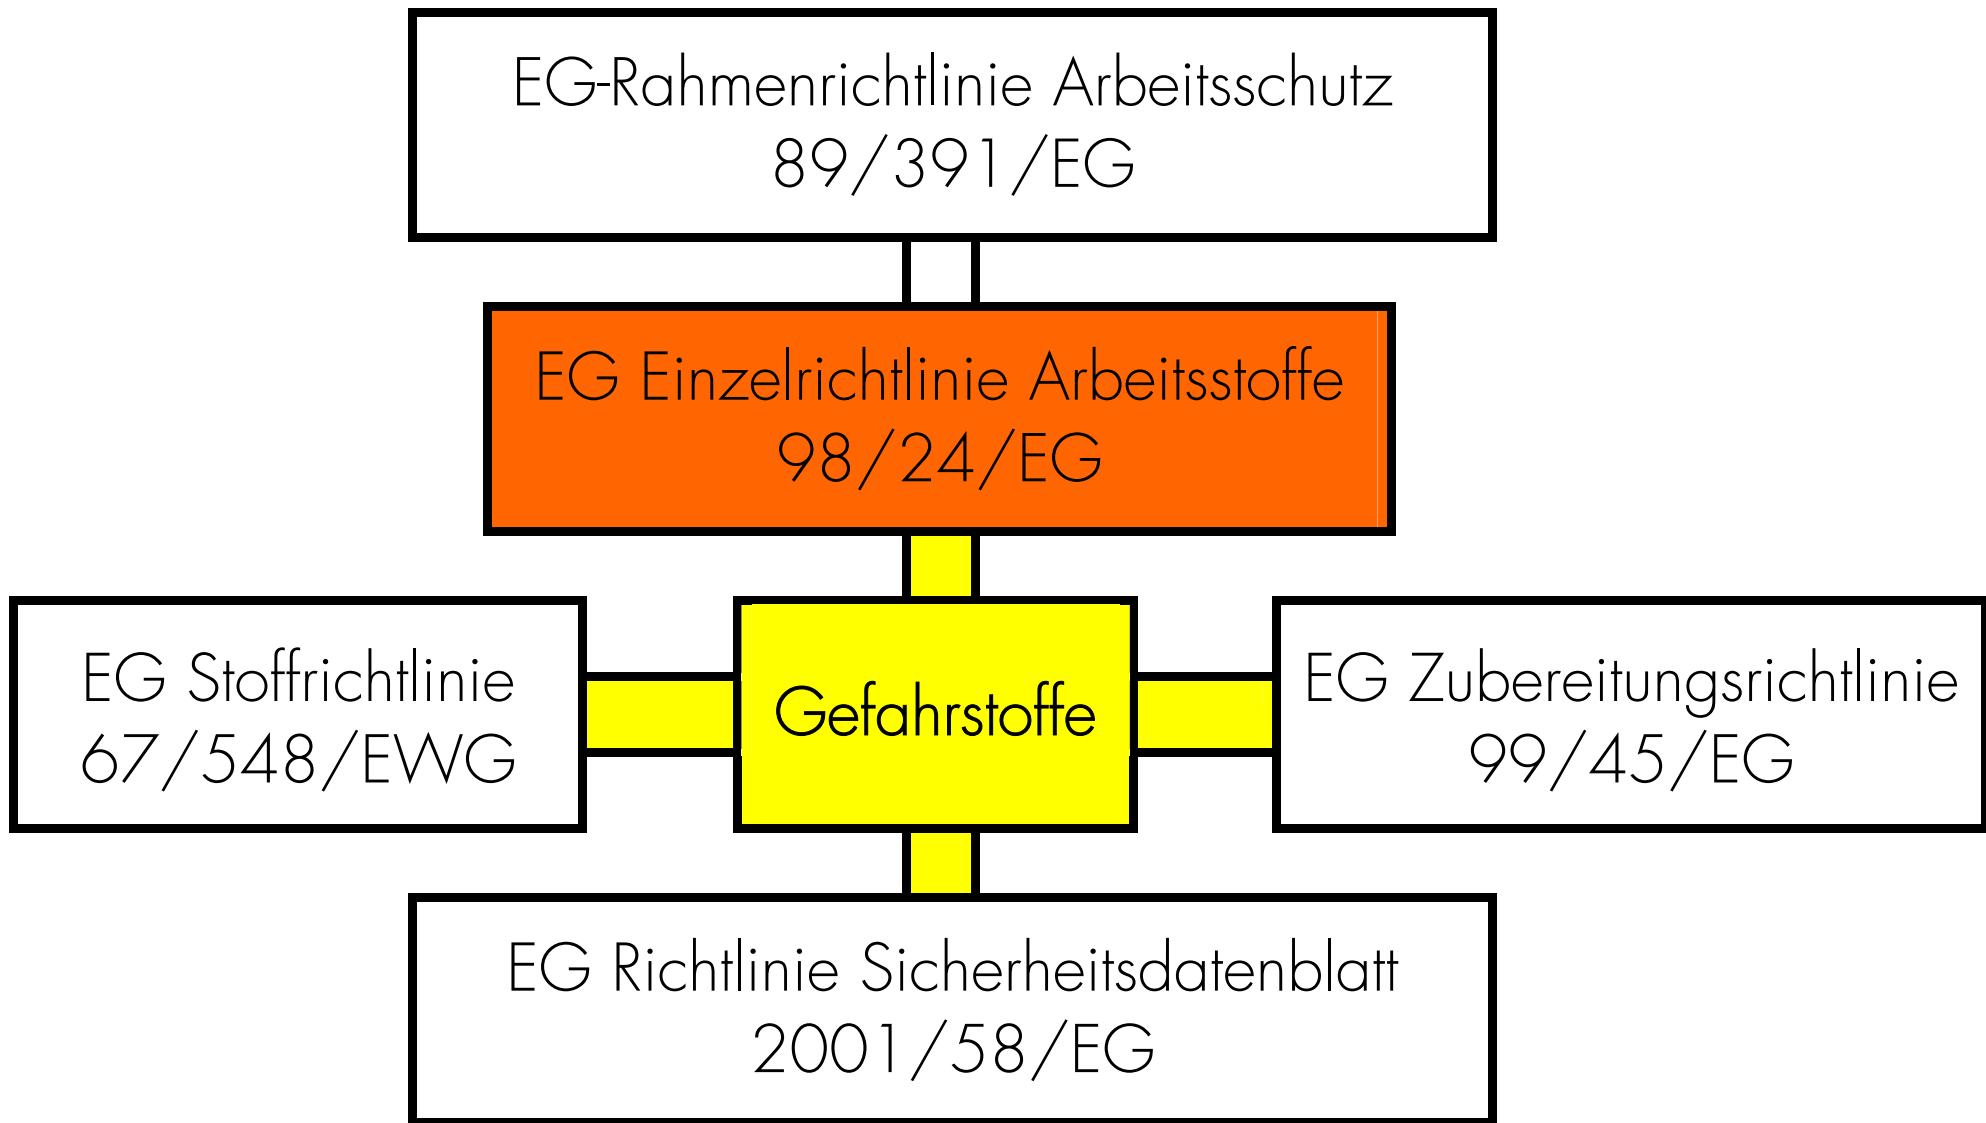 EG-Rahmenrichtlinie Arbeitsschutz
89/391/EG
EG Einzelrichtlinie Arbeitsstoffe
98/24/EG
EG Stoffrichtlinie
67/548/EWG
Gefahrstoffe
EG Zubereitungsrichtlinie
99/45/EG
EG Richtlinie Sicherheitsdatenblatt
2001/58/EG